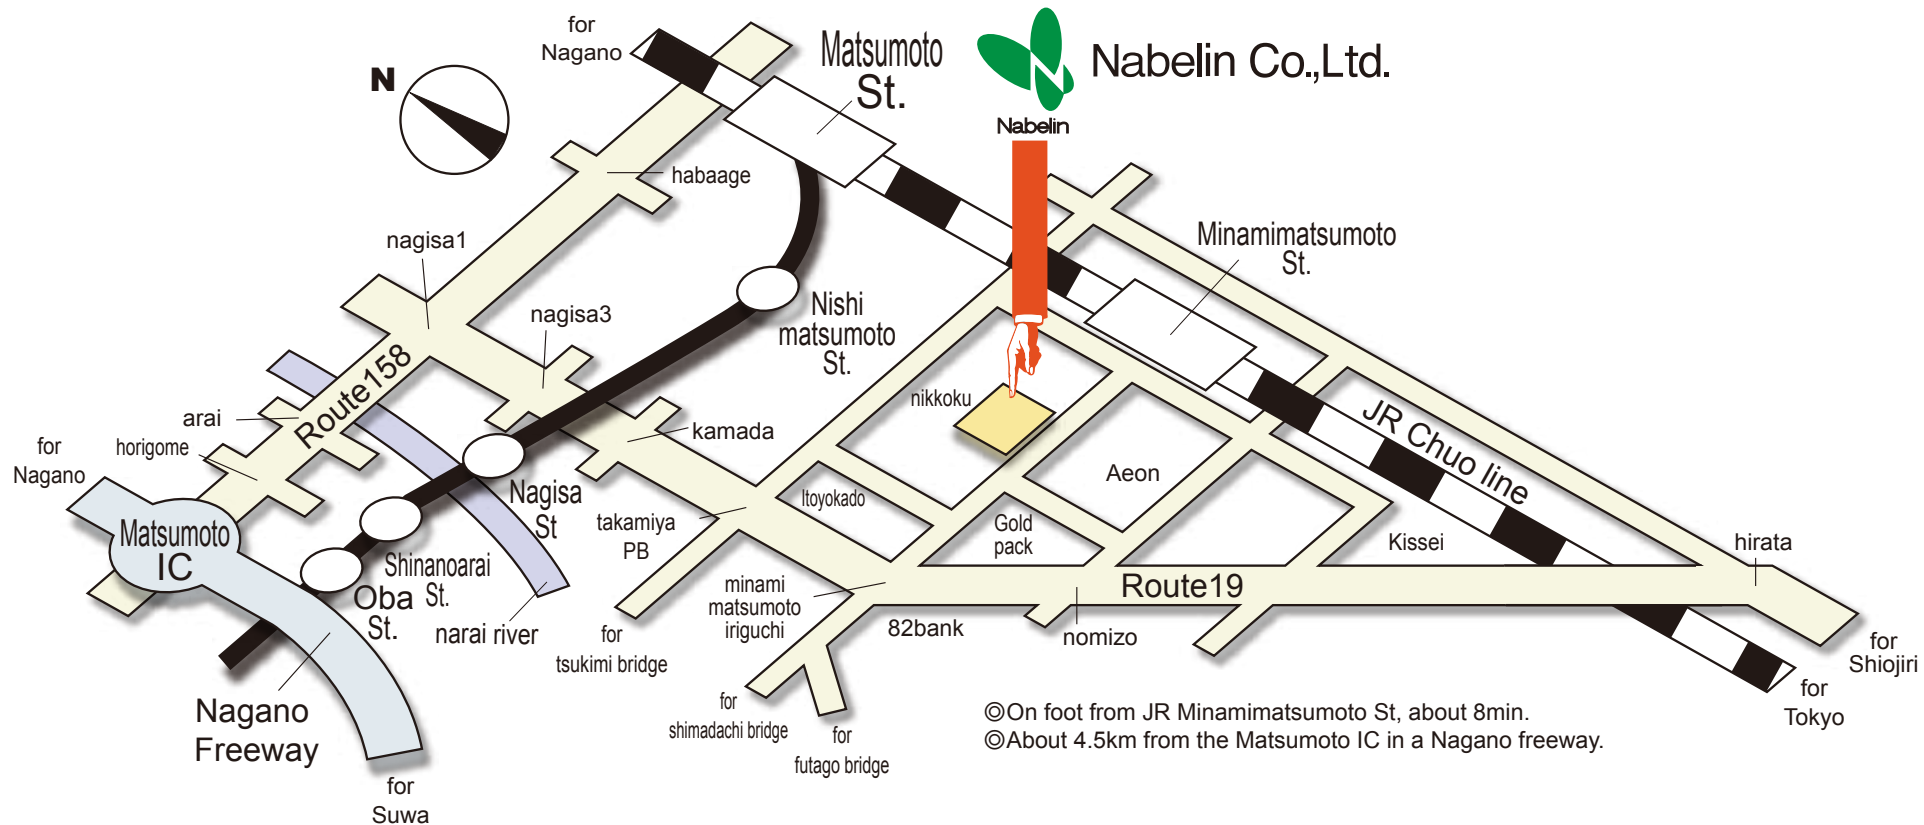 for
Nagano
N
Matsumoto
St.
Nabelin Co.,Ltd.
Nabelin
habaage
nagisa1
nagisa3
Minamimatsumoto
St.
Nishi
matsumoto
St.
Route158
arai
horigome
for
Nagano
kamada
nikkoku
Aeon
JR Chuo line
Matsumoto
IC
Nagisa
St
Itoyokado
takamiya
PB
Gold
pack
Kissei
hirata
Shinanoarai
St.
Oba
St.
narai river
minami
matsumoto
iriguchi
Route19
82bank
nomizo
for
tsukimi bridge
for
Shiojiri
for
Tokyo
Nagano
Freeway
for
shimadachi bridge
for
futago bridge
for
Suwa
◎On foot from JR Minamimatsumoto St, about 8min.
◎About 4.5km from the Matsumoto IC in a Nagano freeway.